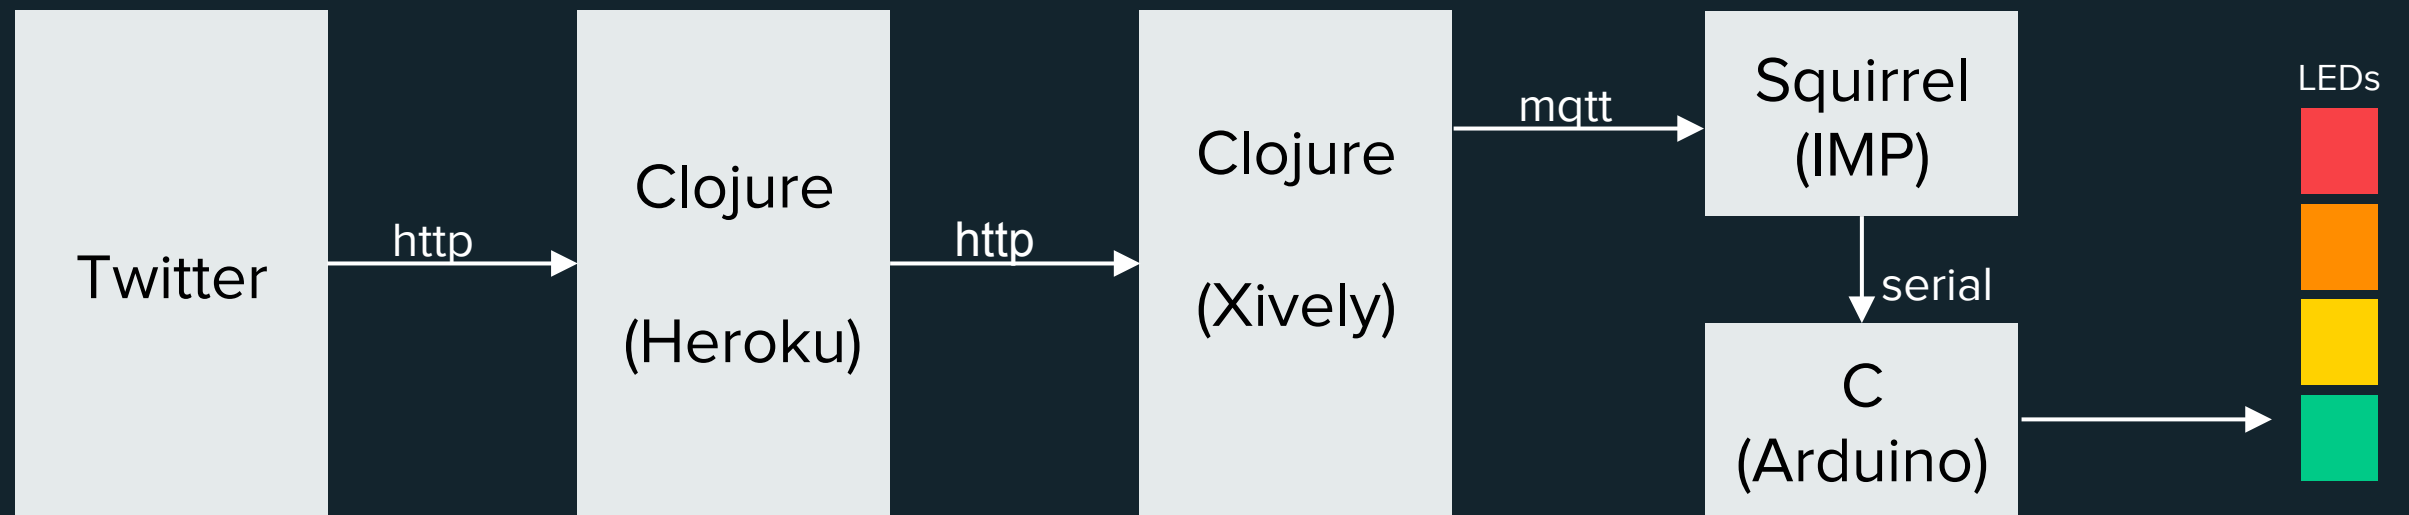 Twitter
http
Clojure
(Heroku)
http
Clojure
(Xively)
mqtt
Squirrel
(IMP)
serial
C
(Arduino)
LEDs